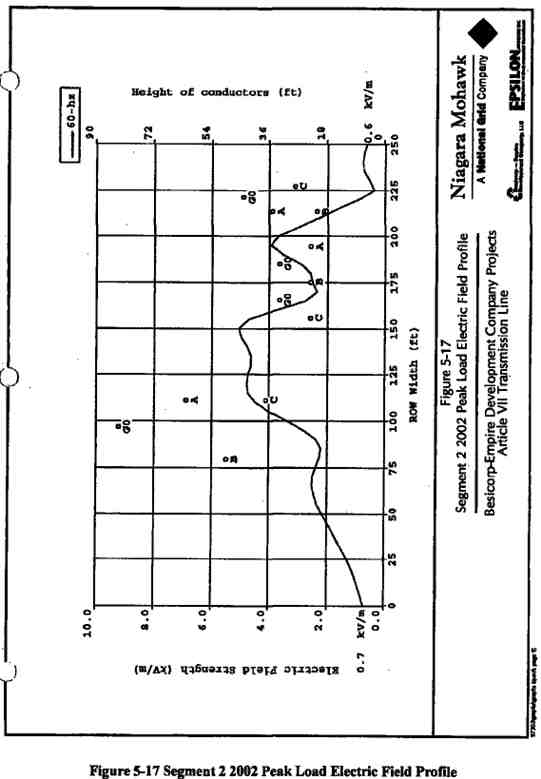 60-hz
Height of conductors (ft)
90
72
54
36
18
10.0
8.0
6.0
4.0
2.0
0.0
Electric Field Strength (kV/m)
0.7 kV/m
0.6 kV/m
0
25
50
75
100
125
150
175
200
225
250
ROW Width (ft)
G0
A
B
C
C
G0
B
G0
A
A
B
G0
C
Figure 5-17
Segment 2 2002 Peak Load Electric Field Profile
Besicorp-Empire Development Company Projects
Article VII Transmission Line
Niagara Mohawk
A National Grid Company
EPSILON
Figure 5-17 Segment 2 2002 Peak Load Electric Field Profile